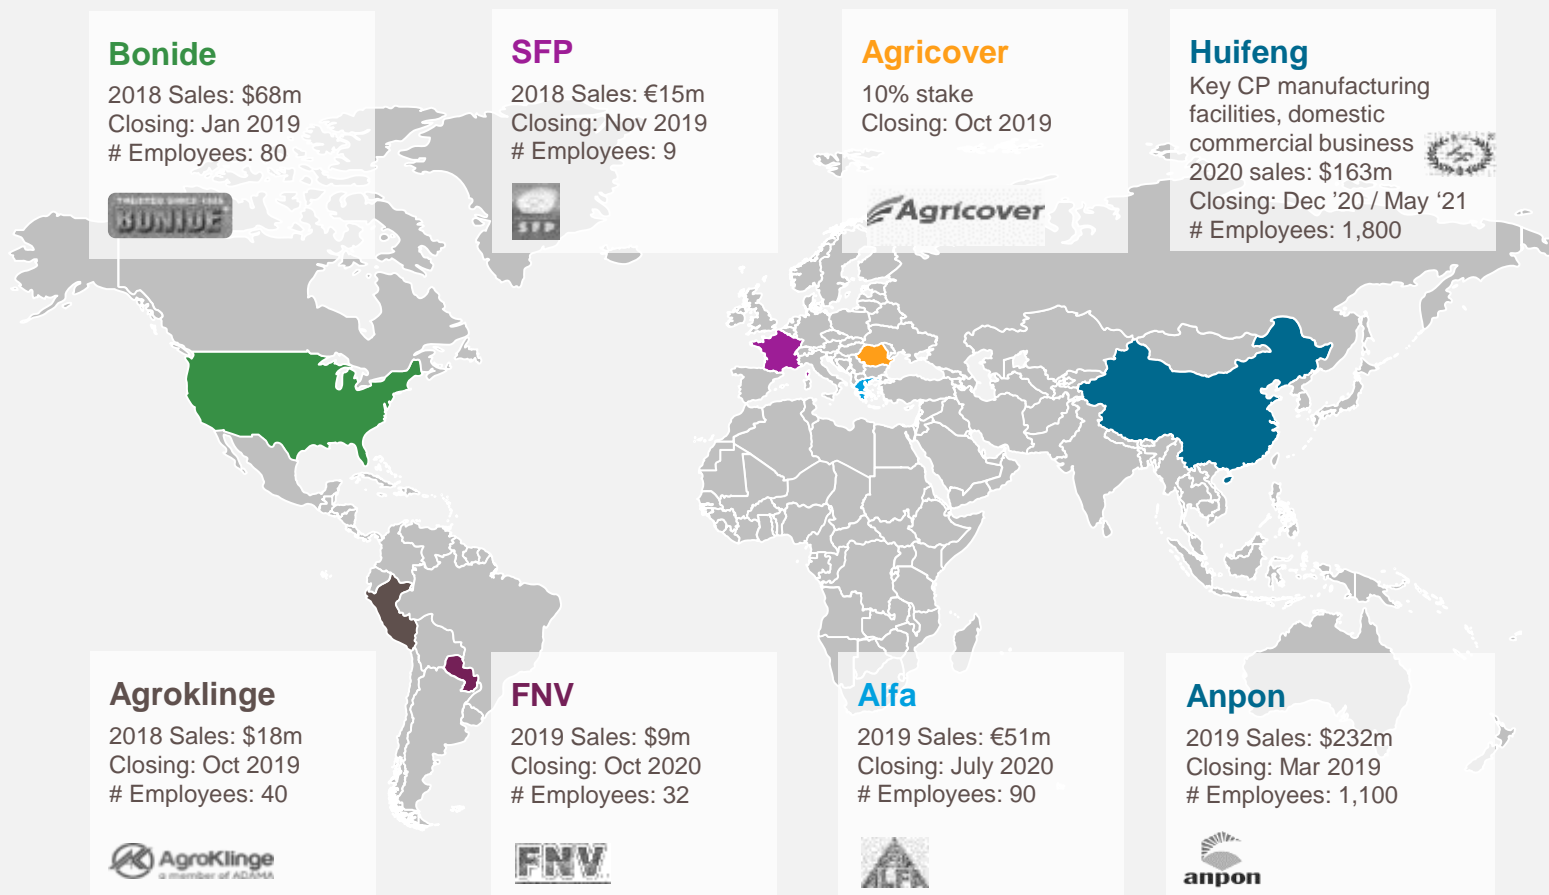 Bonide
2018 Sales: $68m
Closing: Jan 2019
# Employees: 80
TRUSTED SINCE 1926
BONIDE
SFP
2018 Sales: €15m
Closing: Nov 2019
# Employees: 9
SFP
Agricover
10% stake
Closing: Oct 2019
Agricover
Huifeng
Key CP manufacturing
facilities, domestic
commercial business
2020 sales: $163m
Closing: Dec ’20 / May ‘21
# Employees: 1,800
Agroklinge
2018 Sales: $18m
Closing: Oct 2019
# Employees: 40
AgroKlinge
a member of ADAMA
FNV
2019 Sales: $9m
Closing: Oct 2020
# Employees: 32
FNV
Alfa
2019 Sales: €51m
Closing: July 2020
# Employees: 90
ALFA
Anpon
2019 Sales: $232m
Closing: Mar 2019
# Employees: 1,100
anpon